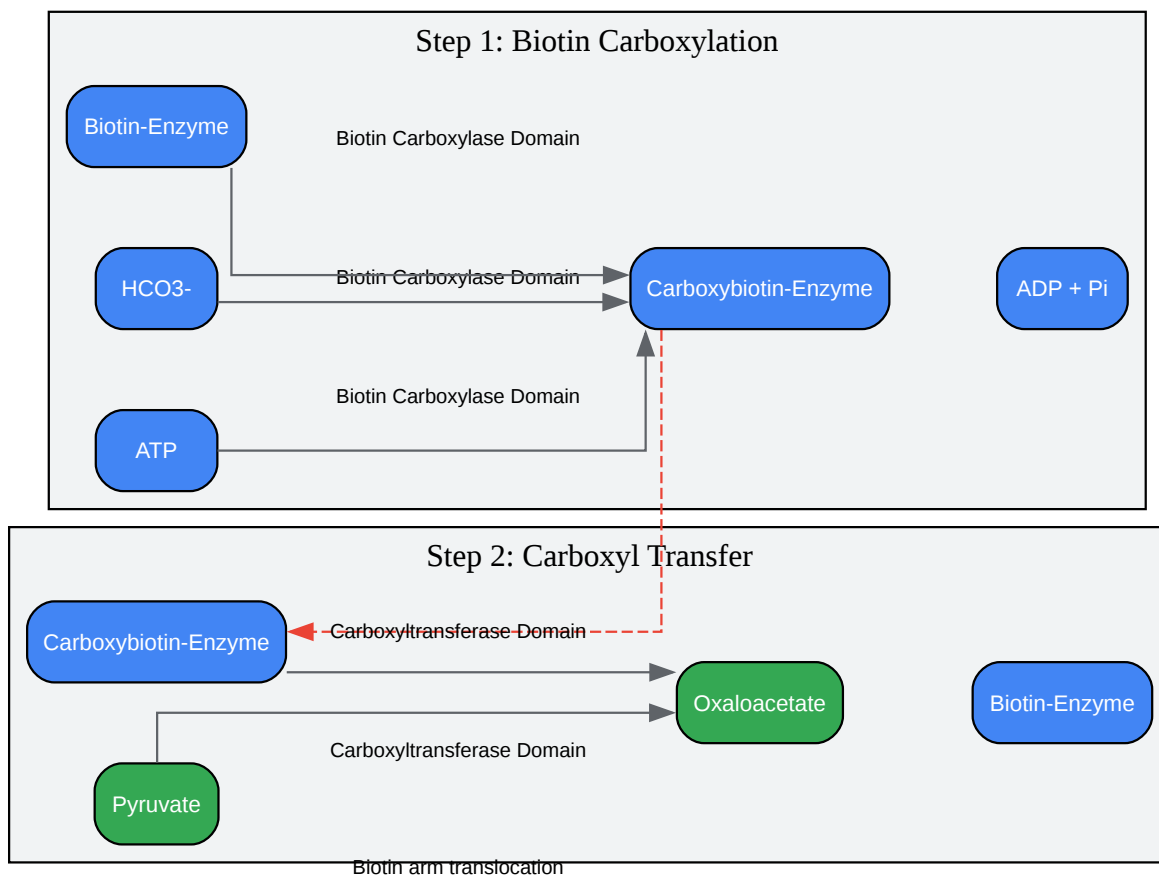 Step 1: Biotin Carboxylation
Biotin-Enzyme
Biotin Carboxylase Domain
HCO3-
Biotin Carboxylase Domain
Carboxybiotin-Enzyme
ADP + Pi
Biotin Carboxylase Domain
ATP
Step 2: Carboxyl Transfer
Carboxybiotin-Enzyme
Carboxyltransferase Domain
Oxaloacetate
Biotin-Enzyme
Carboxyltransferase Domain
Pyruvate
Biotin arm translocation